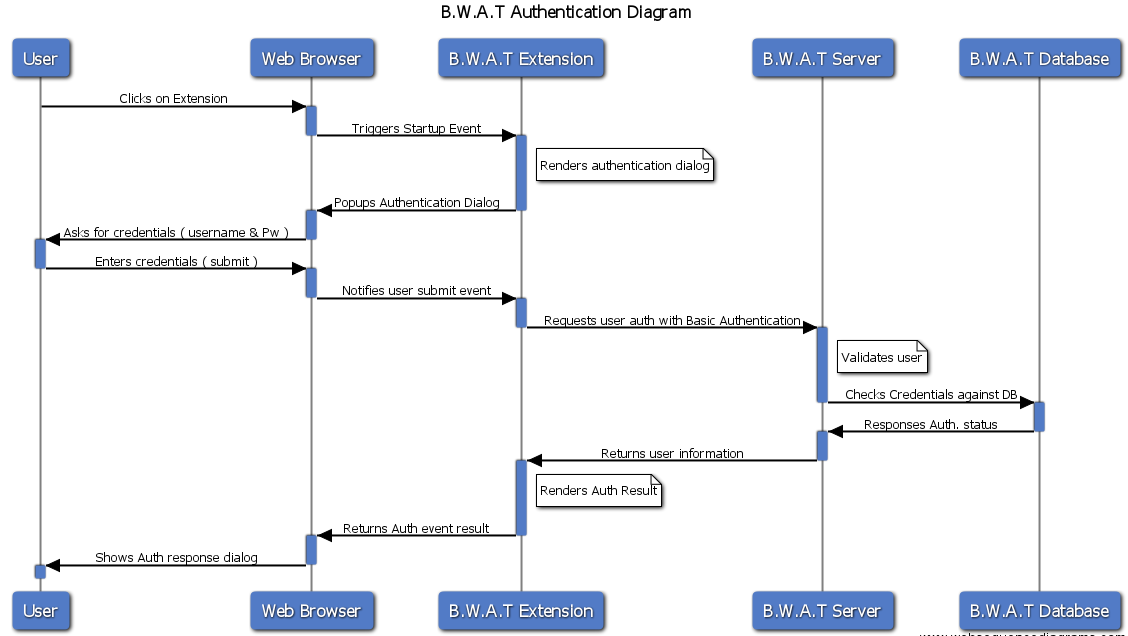 B.W.A.T Authentication Diagram
User
Web Browser
B.W.A.T Extension
B.W.A.T Server
B.W.A.T Database
Clicks on Extension
Triggers Startup Event
Renders authentication dialog
Popups Authentication Dialog
Asks for credentials ( username & Pw )
Enters credentials ( submit )
Notifies user submit event
Requests user auth with Basic Authentication
Validates user
Checks Credentials against DB
Responses Auth. status
Returns user information
Renders Auth Result
Returns Auth event result
Shows Auth response dialog
User
Web Browser
B.W.A.T Extension
B.W.A.T Server
B.W.A.T Database
www.websequencediagrams.com